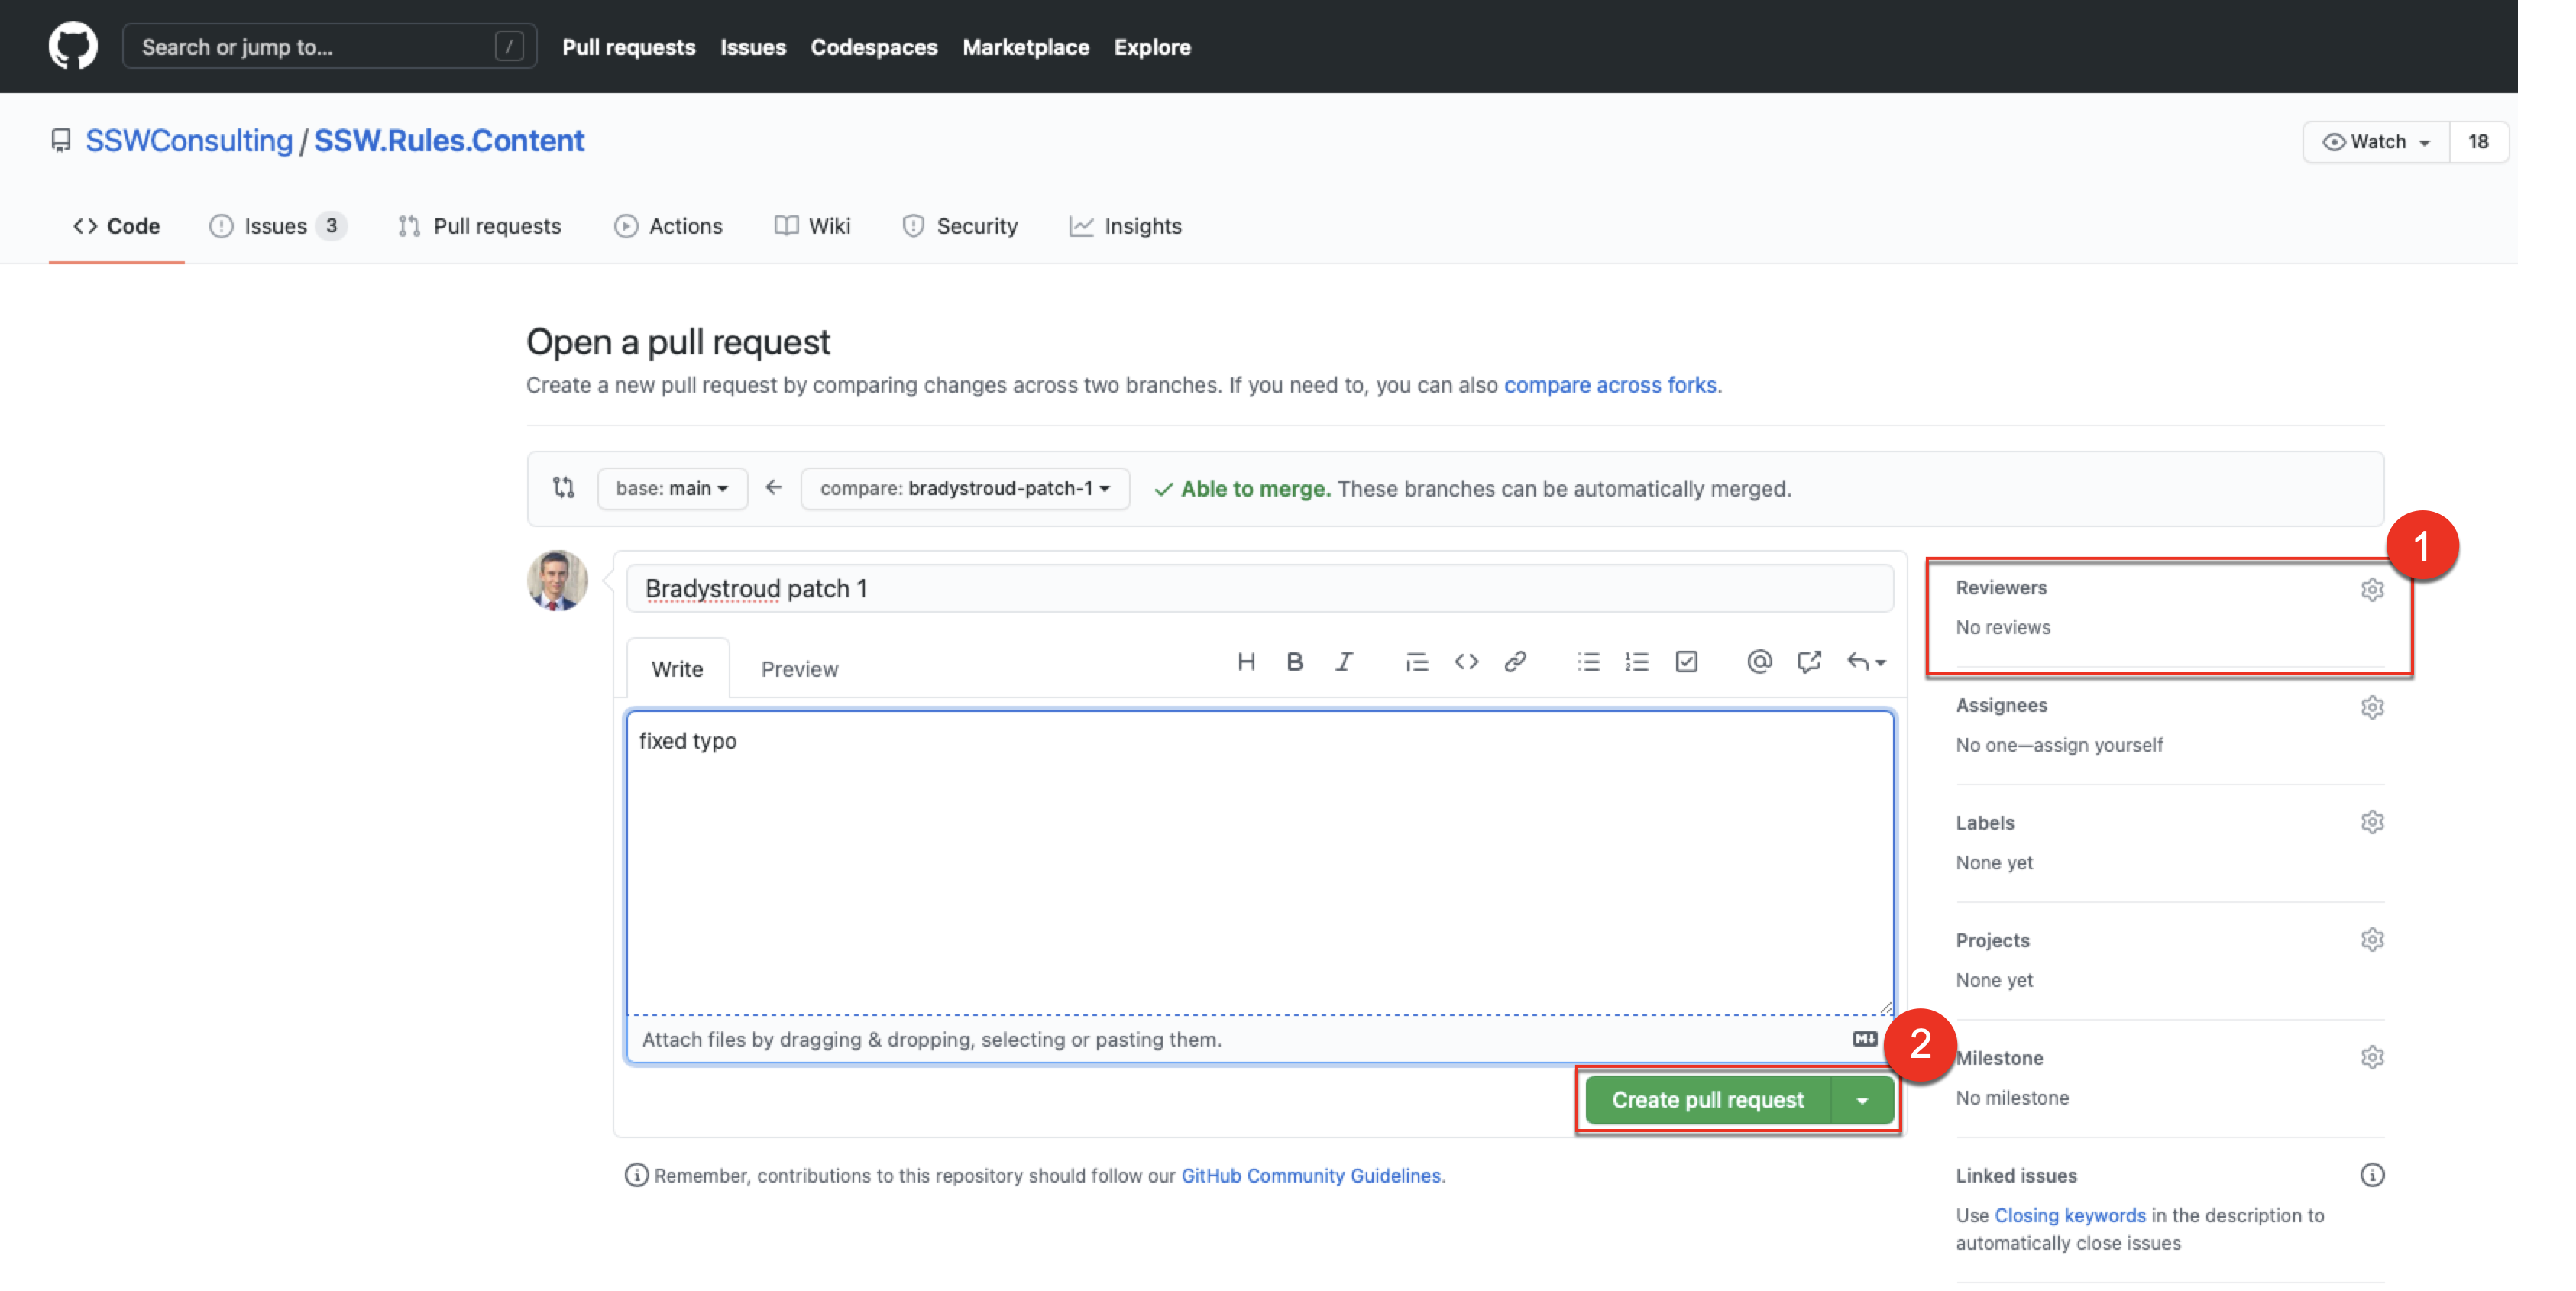 Search or jump to... / Pull requests Issues Codespaces Marketplace Explore
SSWConsulting / SSW.Rules.Content
Watch 18
Code Issues 3 Pull requests Actions Wiki Security Insights
Open a pull request
Create a new pull request by comparing changes across two branches. If you need to, you can also compare across forks.
base: main compare: bradystroud-patch-1 Able to merge. These branches can be automatically merged.
1
Bradystroud patch 1
Write Preview
fixed typo
Attach files by dragging & dropping, selecting or pasting them.
2
Create pull request
Remember, contributions to this repository should follow our GitHub Community Guidelines.
Reviewers
No reviews
Assignees
No one—assign yourself
Labels
None yet
Projects
None yet
Milestone
No milestone
Linked issues
Use Closing keywords in the description to
automatically close issues